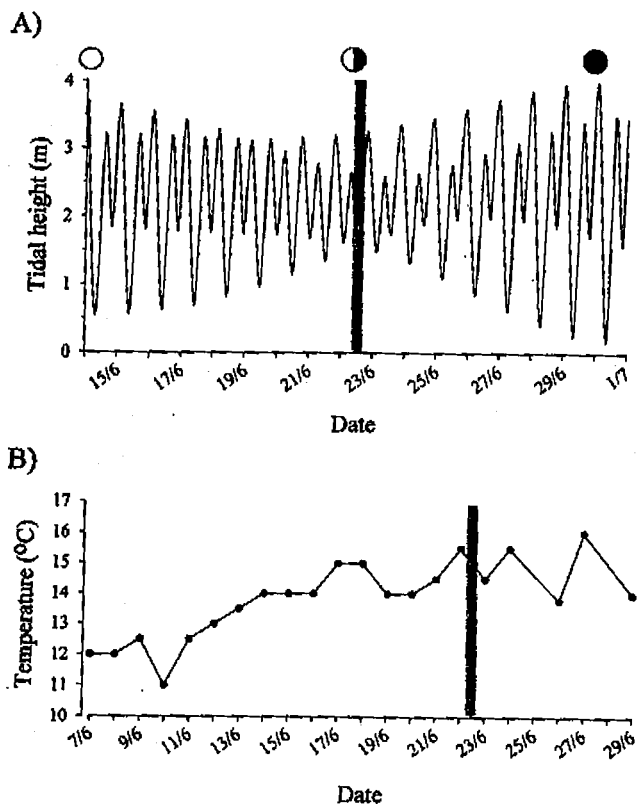 A)
4
3
2
1
0
Tidal height (m)
15/6 17/6 19/6 21/6 23/6 25/6 27/6 29/6 1/7
Date
B)
17
16
15
14
13
12
11
10
Temperature (°C)
7/6 9/6 11/6 13/6 15/6 17/6 19/6 21/6 23/6 25/6 27/6 29/6
Date